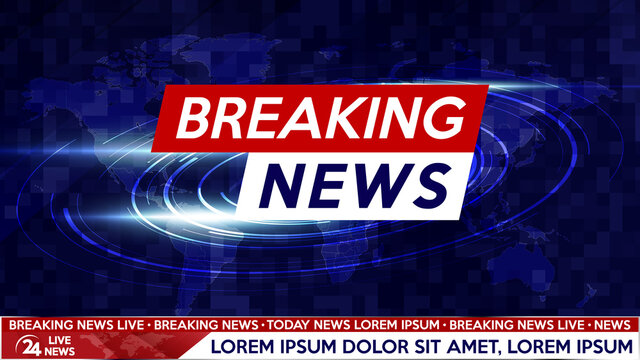 BREAKING
NEWS
BREAKING NEWS LIVE • BREAKING NEWS • TODAY NEWS LOREM IPSUM • BREAKING NEWS LIVE • NEWS
24 LIVE NEWS
LOREM IPSUM DOLOR SIT AMET, LOREM IPSUM